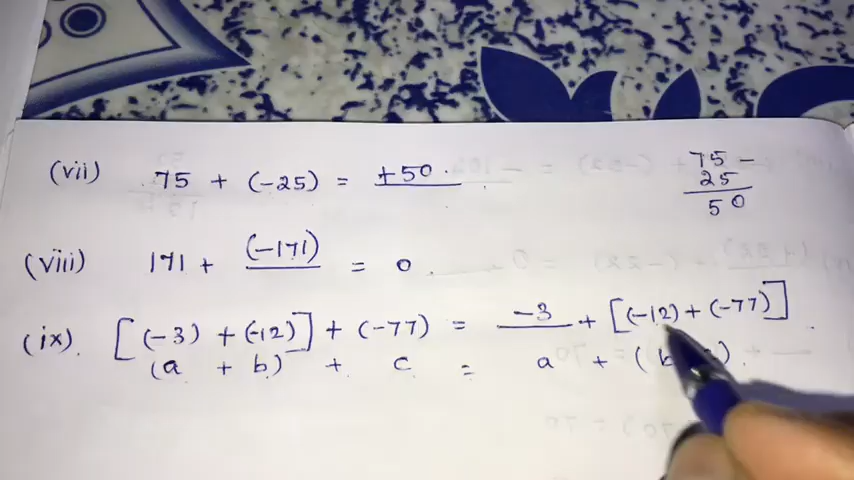 (vii) 75 + (-25) = +50. 75 -
25
50
(viii) 171 + (-171) = 0.
(ix). [(-3) + (-12)] + (-77) = -3 + [(-12) + (-77)].
(a + b) + c = a + (b ).